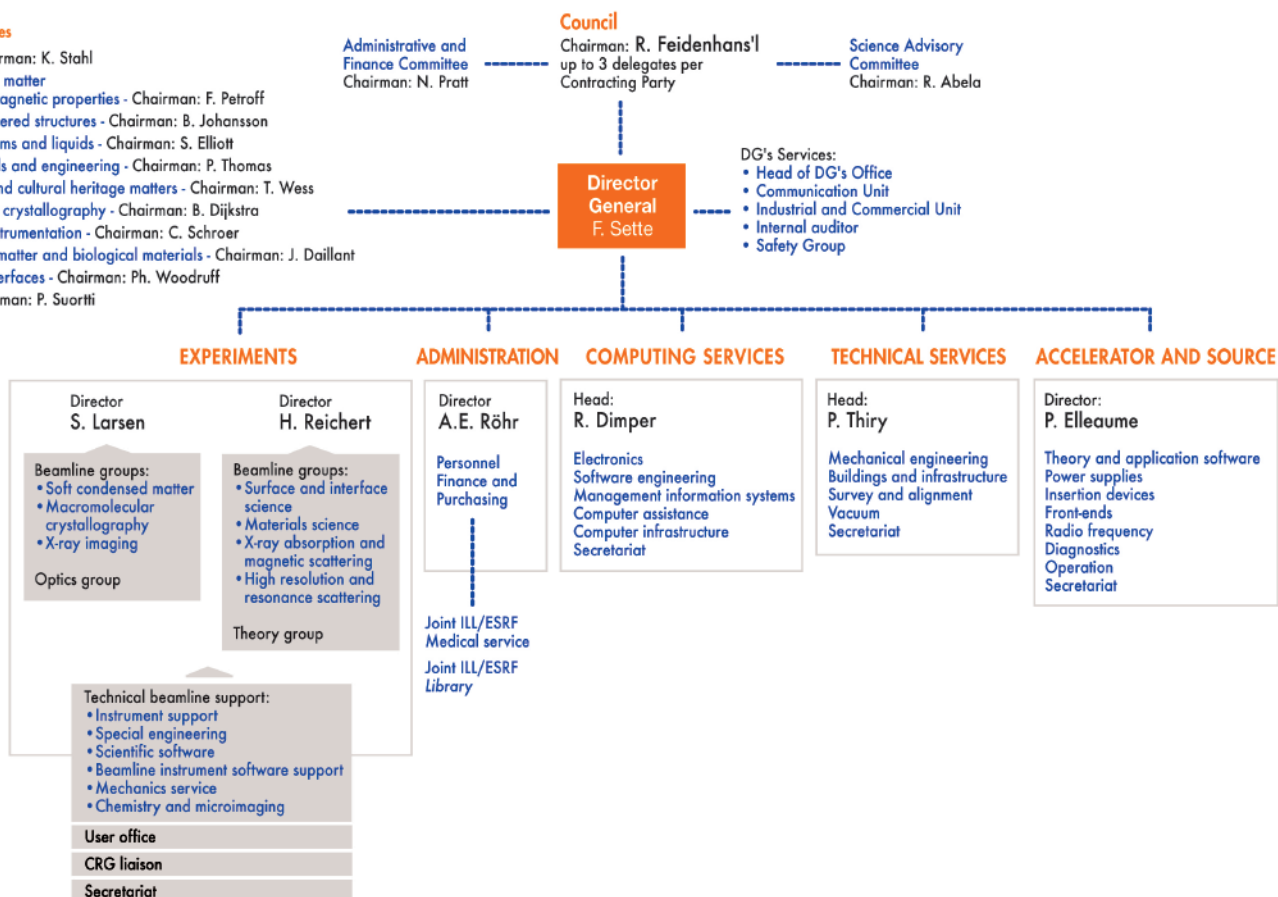 es
rman: K. Stahl
matter
agnetic properties - Chairman: F. Petroff
ered structures - Chairman: B. Johansson
ms and liquids - Chairman: S. Elliott
ls and engineering - Chairman: P. Thomas
nd cultural heritage matters - Chairman: T. Wess
crystallography - Chairman: B. Dijkstra
trumentation - Chairman: C. Schroer
matter and biological materials - Chairman: J. Daillant
erfaces - Chairman: Ph. Woodruff
man: P. Suortti
Administrative and
Finance Committee
Chairman: N. Pratt
Council
Chairman: R. Feidenhans'l
up to 3 delegates per
Contracting Party
Science Advisory
Committee
Chairman: R. Abela
Director
General
F. Sette
DG's Services:
• Head of DG's Office
• Communication Unit
• Industrial and Commercial Unit
• Internal auditor
• Safety Group
EXPERIMENTS
Director
S. Larsen
Beamline groups:
• Soft condensed matter
• Macromolecular
crystallography
• X-ray imaging
Optics group
Director
H. Reichert
Beamline groups:
• Surface and interface
science
• Materials science
• X-ray absorption and
magnetic scattering
• High resolution and
resonance scattering
Theory group
Technical beamline support:
• Instrument support
• Special engineering
• Scientific software
• Beamline instrument software support
• Mechanics service
• Chemistry and microimaging
User office
CRG liaison
Secretariat
ADMINISTRATION
Director
A.E. Röhr
Personnel
Finance and
Purchasing
Joint ILL/ESRF
Medical service
Joint ILL/ESRF
Library
COMPUTING SERVICES
Head:
R. Dimper
Electronics
Software engineering
Management information systems
Computer assistance
Computer infrastructure
Secretariat
TECHNICAL SERVICES
Head:
P. Thiry
Mechanical engineering
Buildings and infrastructure
Survey and alignment
Vacuum
Secretariat
ACCELERATOR AND SOURCE
Director:
P. Elleaume
Theory and application software
Power supplies
Insertion devices
Front-ends
Radio frequency
Diagnostics
Operation
Secretariat